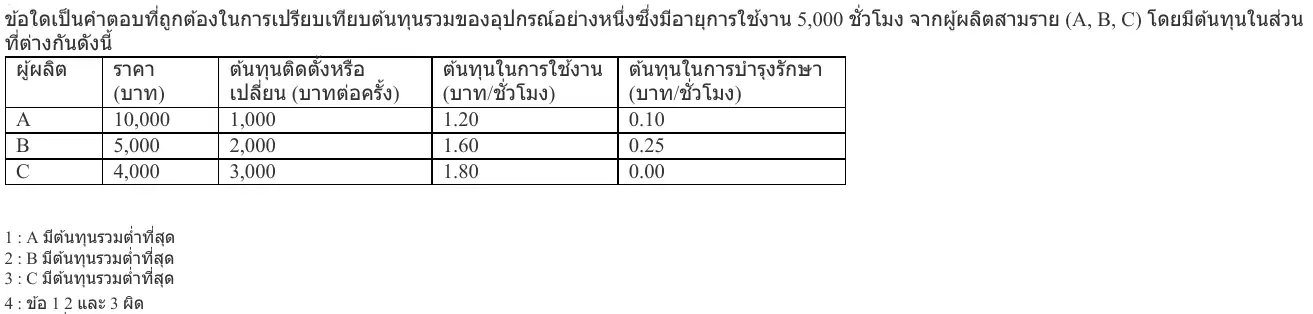 ข้อใดเป็นคำตอบที่ถูกต้องในการเปรียบเทียบต้นทุนรวมของอุปกรณ์อย่างหนึ่งซึ่งมีอายุการใช้งาน 5,000 ชั่วโมง จากผู้ผลิตสามราย (A, B, C) โดยมีต้นทุนในส่วน
ที่ต่างกันดังนี้
ผู้ผลิต ราคา ต้นทุนติดตั้งหรือ ต้นทุนในการใช้งาน ต้นทุนในการบำรุงรักษา
(บาท) เปลี่ยน (บาทต่อครั้ง) (บาท/ชั่วโมง) (บาท/ชั่วโมง)
A 10,000 1,000 1.20 0.10
B 5,000 2,000 1.60 0.25
C 4,000 3,000 1.80 0.00
1 : A มีต้นทุนรวมต่ำที่สุด
2 : B มีต้นทุนรวมต่ำที่สุด
3 : C มีต้นทุนรวมต่ำที่สุด
4 : ข้อ 1 2 และ 3 ผิด